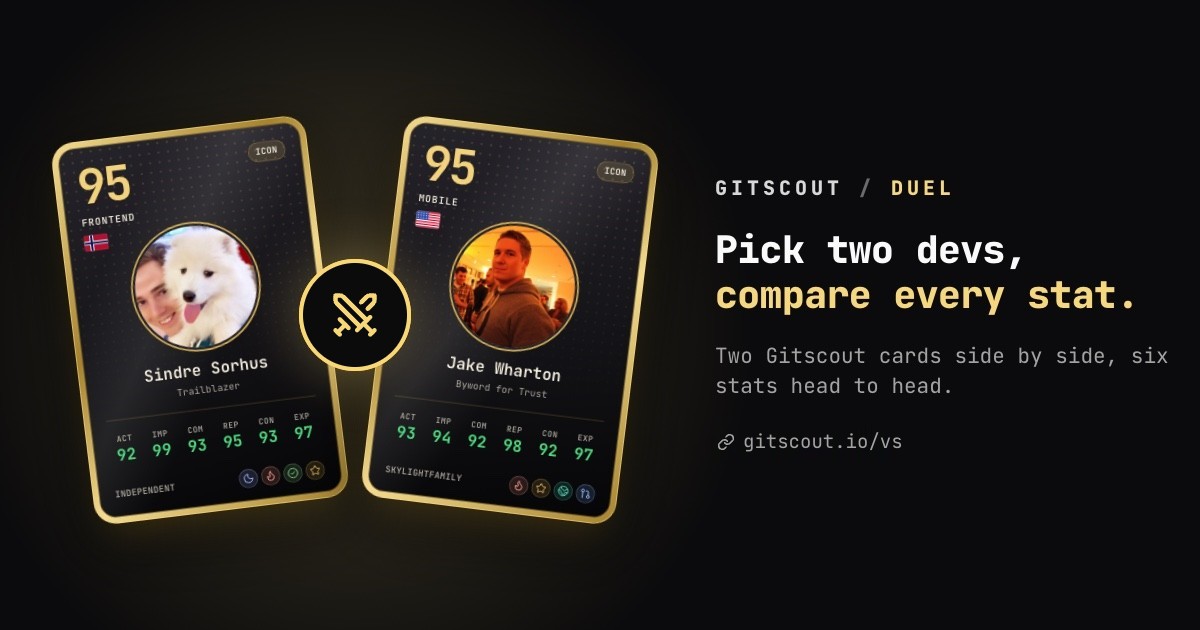 95
ICON
FRONTEND
Sindre Sorhus
Trailblazer
ACT IMP COM REP CON EXP
92 99 93 95 93 97
INDEPENDENT
95
ICON
MOBILE
Jake Wharton
Byword for Trust
ACT IMP COM REP CON EXP
93 94 92 98 92 97
SKYLIGHTFAMILY
GITSCOUT / DUEL
Pick two devs,
compare every stat.
Two Gitscout cards side by side, six
stats head to head.
gitscout.io/vs